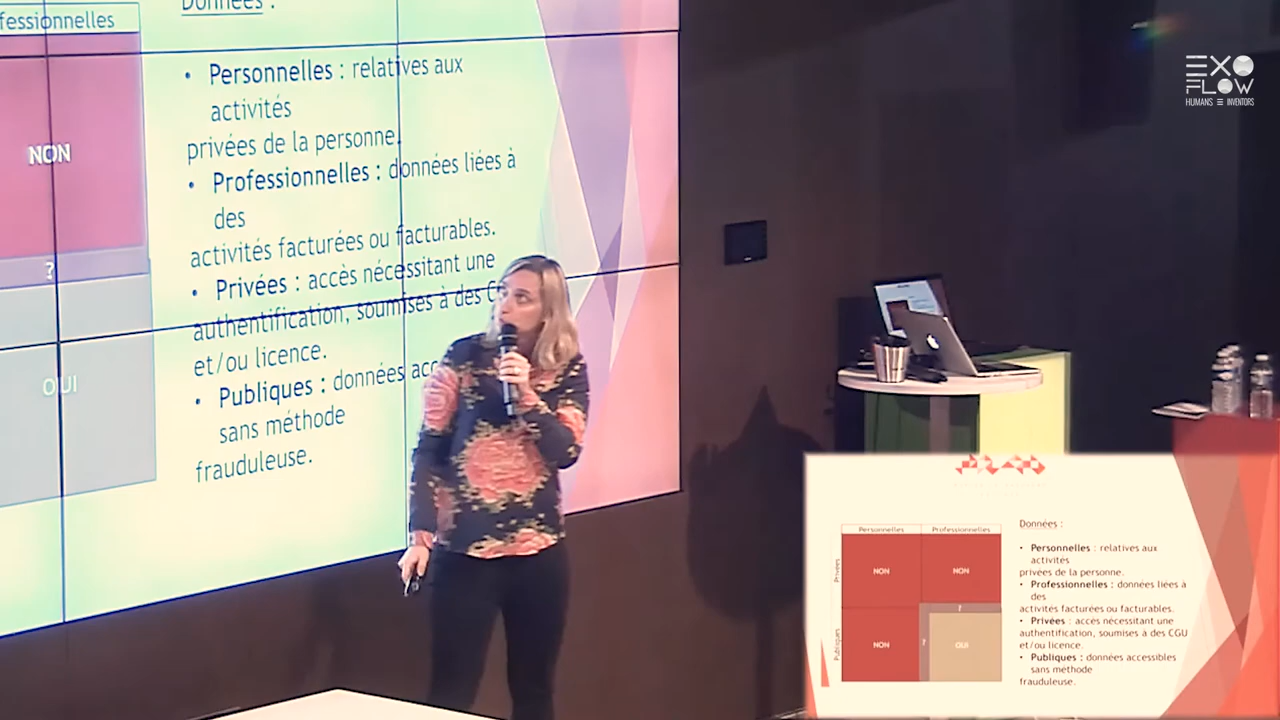 fessionnelles
NON
?
OUI
Données :
• Personnelles : relatives aux
activités
privées de la personne.
• Professionnelles : données liées à
des
activités facturées ou facturables.
• Privées : accès nécessitant une
authentification, soumises à des C
et/ou licence.
• Publiques : données acc
sans méthode
frauduleuse.
EXO
FLOW
HUMANS INVENTORS
Personnelles Professionnelles
Privées
NON NON
?
Publiques
NON ? OUI
Données :
• Personnelles : relatives aux
activités
privées de la personne.
• Professionnelles : données liées à
des
activités facturées ou facturables.
• Privées : accès nécessitant une
authentification, soumises à des CGU
et/ou licence.
• Publiques : données accessibles
sans méthode
frauduleuse.